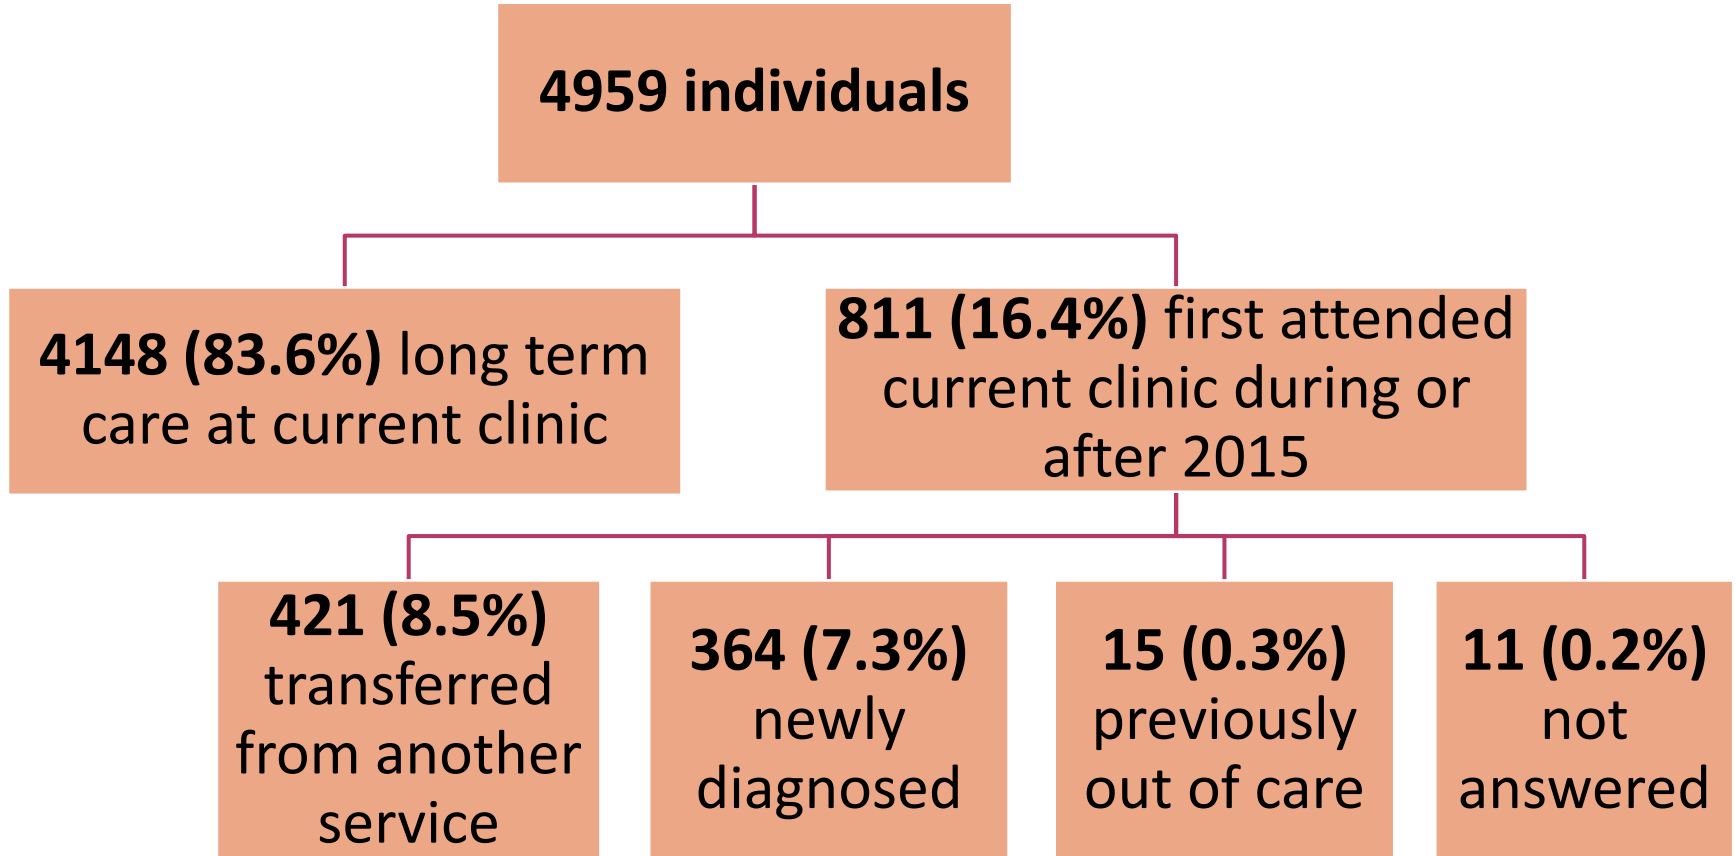 4959 individuals
4148 (83.6%) long term
care at current clinic
811 (16.4%) first attended
current clinic during or
after 2015
421 (8.5%)
transferred
from another
service
364 (7.3%)
newly
diagnosed
15 (0.3%)
previously
out of care
11 (0.2%)
not
answered